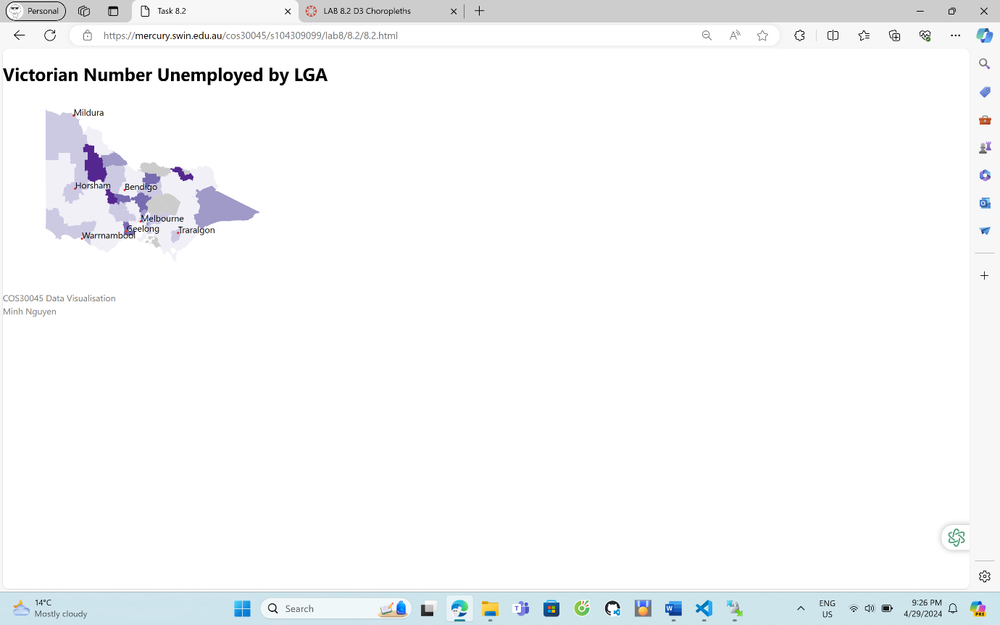 Personal
Task 8.2
LAB 8.2 D3 Choropleths
https://mercury.swin.edu.au/cos30045/s104309099/lab8/8.2/8.2.html
Victorian Number Unemployed by LGA
Mildura
Horsham
Bendigo
Melbourne
Geelong
Traralgon
Warrnambool
COS30045 Data Visualisation
Minh Nguyen
14°C
Mostly cloudy
Search
ENG
US
9:26 PM
4/29/2024
PRE